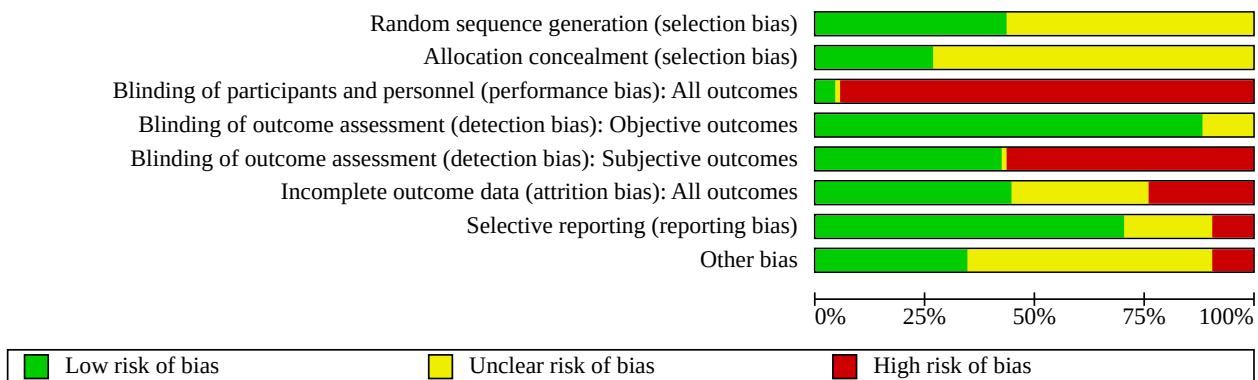 Random sequence generation (selection bias)
Allocation concealment (selection bias)
Blinding of participants and personnel (performance bias): All outcomes
Blinding of outcome assessment (detection bias): Objective outcomes
Blinding of outcome assessment (detection bias): Subjective outcomes
Incomplete outcome data (attrition bias): All outcomes
Selective reporting (reporting bias)
Other bias
0% 25% 50% 75% 100%
Low risk of bias Unclear risk of bias High risk of bias